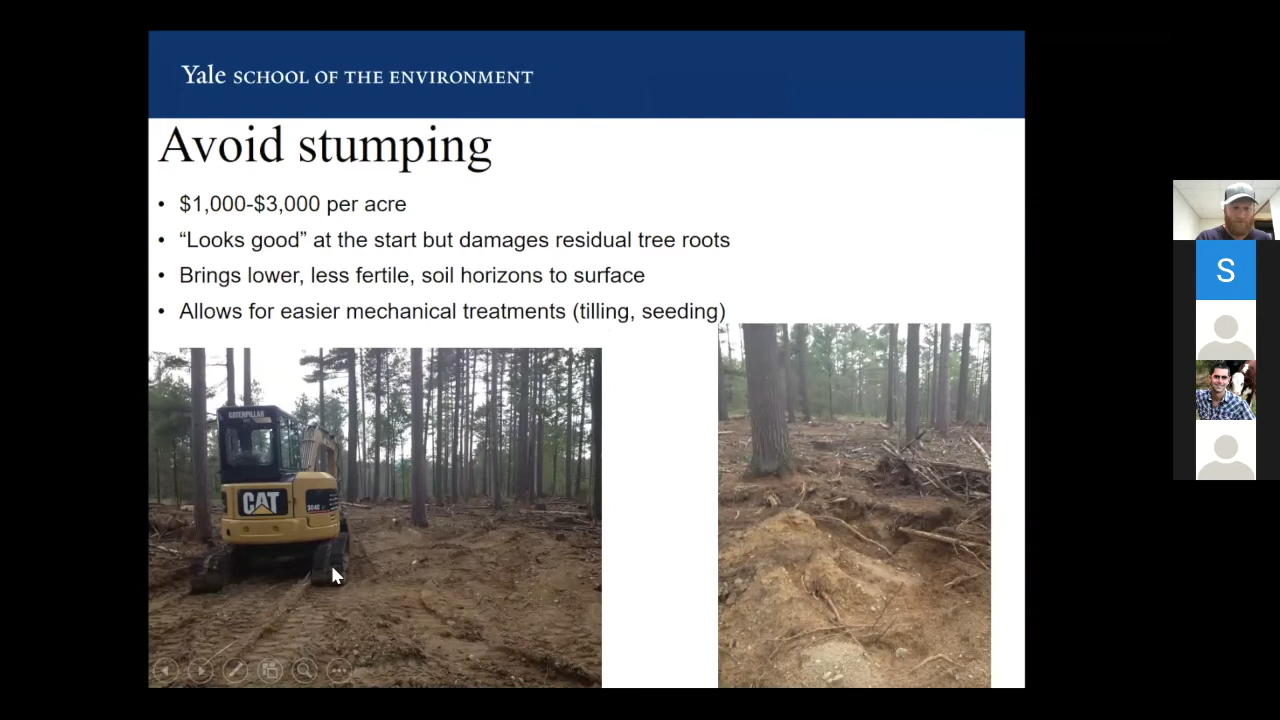 Yale SCHOOL OF THE ENVIRONMENT
Avoid stumping
• $1,000-$3,000 per acre
• “Looks good” at the start but damages residual tree roots
• Brings lower, less fertile, soil horizons to surface
• Allows for easier mechanical treatments (tilling, seeding)
CATERPILLAR
CAT
S